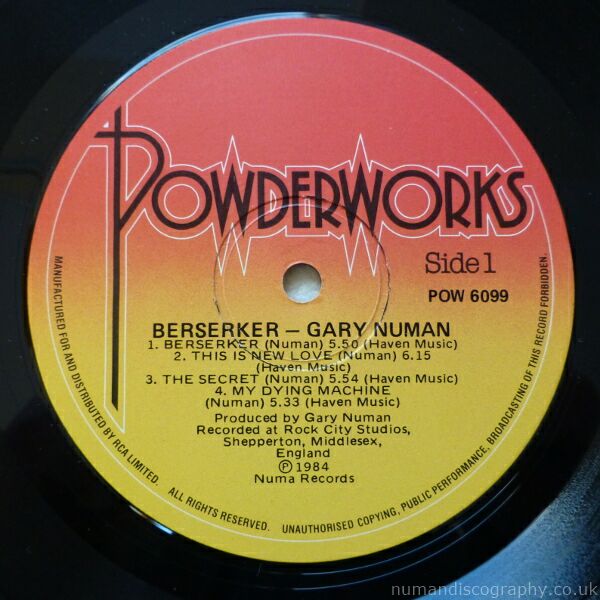 POWDERWORKS
Side 1
POW 6099
BERSERKER — GARY NUMAN
1. BERSERKER (Numan) 5.50 (Haven Music)
2. THIS IS NEW LOVE (Numan) 6.15
(Haven Music)
3. THE SECRET (Numan) 5.54 (Haven Music)
4. MY DYING MACHINE
(Numan) 5.33 (Haven Music)
Produced by Gary Numan
Recorded at Rock City Studios,
Shepperton, Middlesex,
England
℗ 1984
Numa Records
MANUFACTURED FOR AND DISTRIBUTED BY RCA LIMITED. ALL RIGHTS RESERVED. UNAUTHORISED COPYING, PUBLIC PERFORMANCE, BROADCASTING OF THIS RECORD FORBIDDEN.
numandiscography.co.uk